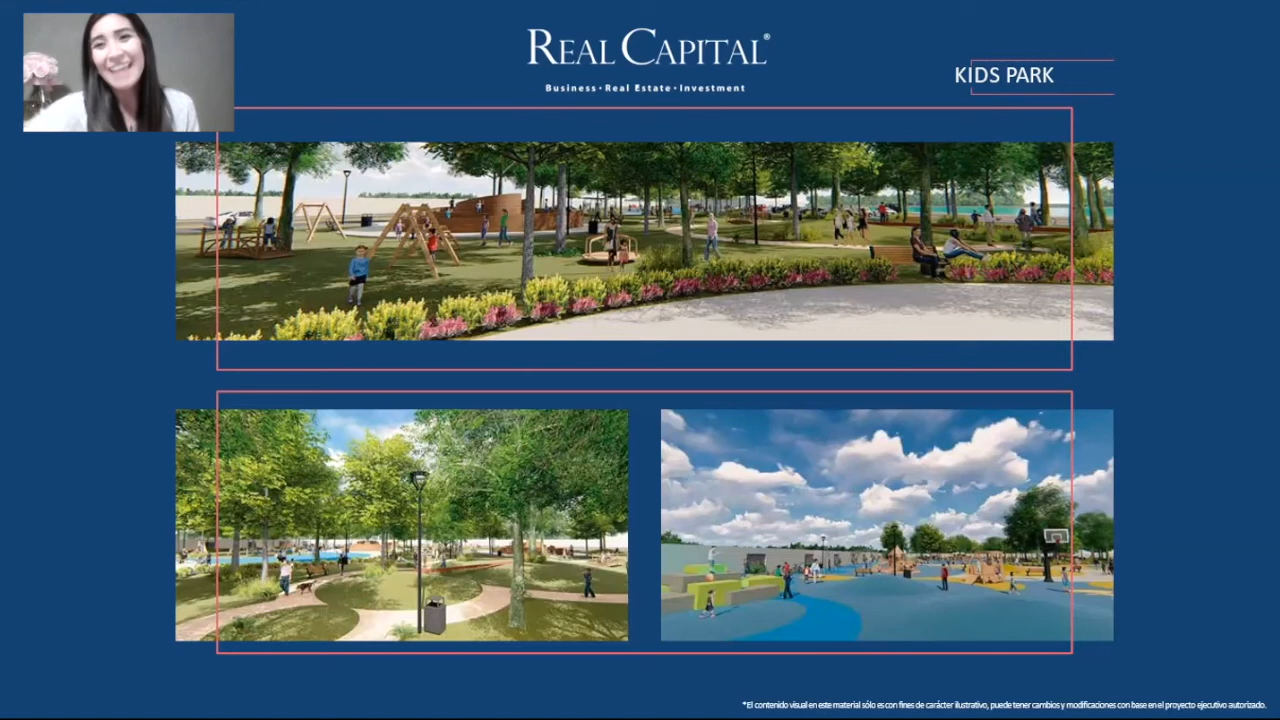 REAL CAPITAL®
Business • Real Estate • Investment
KIDS PARK
*El contenido visual en este material sólo es con fines de carácter ilustrativo, puede tener cambios y modificaciones con base en el proyecto ejecutivo autorizado.